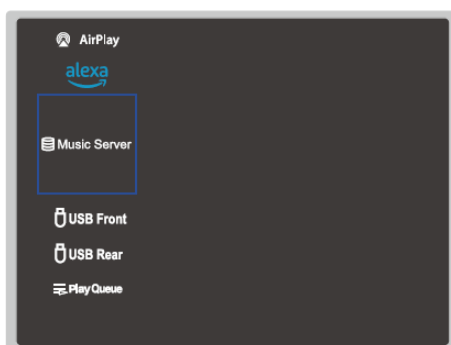 AirPlay
alexa
Music Server
USB Front
USB Rear
Play Queue